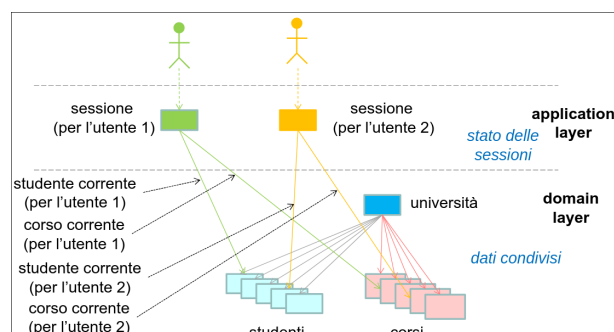 sessione
(per l'utente 1)
sessione
(per l'utente 2)
application
layer
stato delle
sessioni
studente corrente
(per l'utente 1)
corso corrente
(per l'utente 1)
studente corrente
(per l'utente 2)
corso corrente
(per l'utente 2)
università
domain
layer
dati condivisi
studenti
corsi